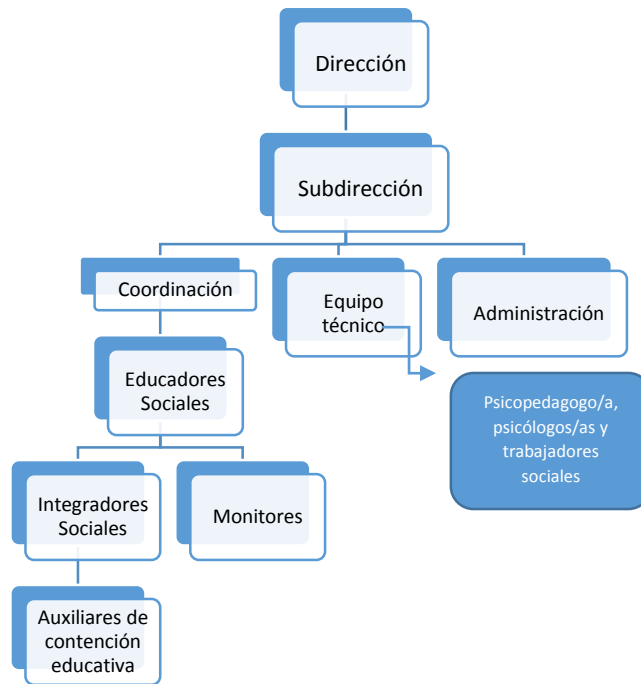 Dirección
Subdirección
Coordinación
Equipo
técnico
Administración
Educadores
Sociales
Psicopedagogo/a,
psicólogos/as y
trabajadores
sociales
Integradores
Sociales
Monitores
Auxiliares de
contención
educativa